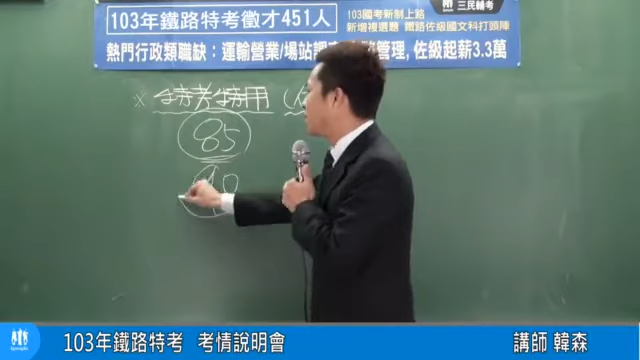 103年鐵路特考徵才451人
103國考新制上路
新增複選題 鐵路佐級國文科打頭陣
三民輔考
熱門行政類職缺：運輸營業/場站調 管理, 佐級起薪3.3萬
※ 特考特用
85
103年鐵路特考 考情說明會 講師 韓森